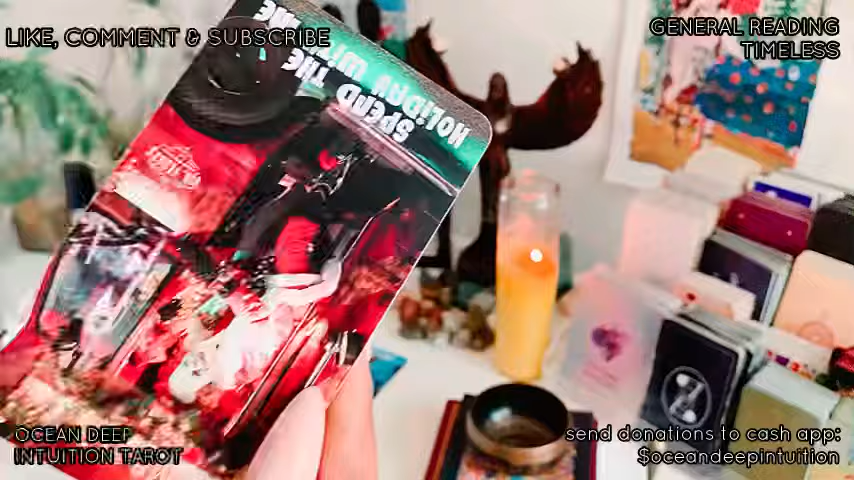 LIKE, COMMENT & SUBSCRIBE
GENERAL READING
TIMELESS
SPEND THE
HOLIDAY WITH ME
OCEAN DEEP
INTUITION TAROT
send donations to cash app:
$oceandeepintuition